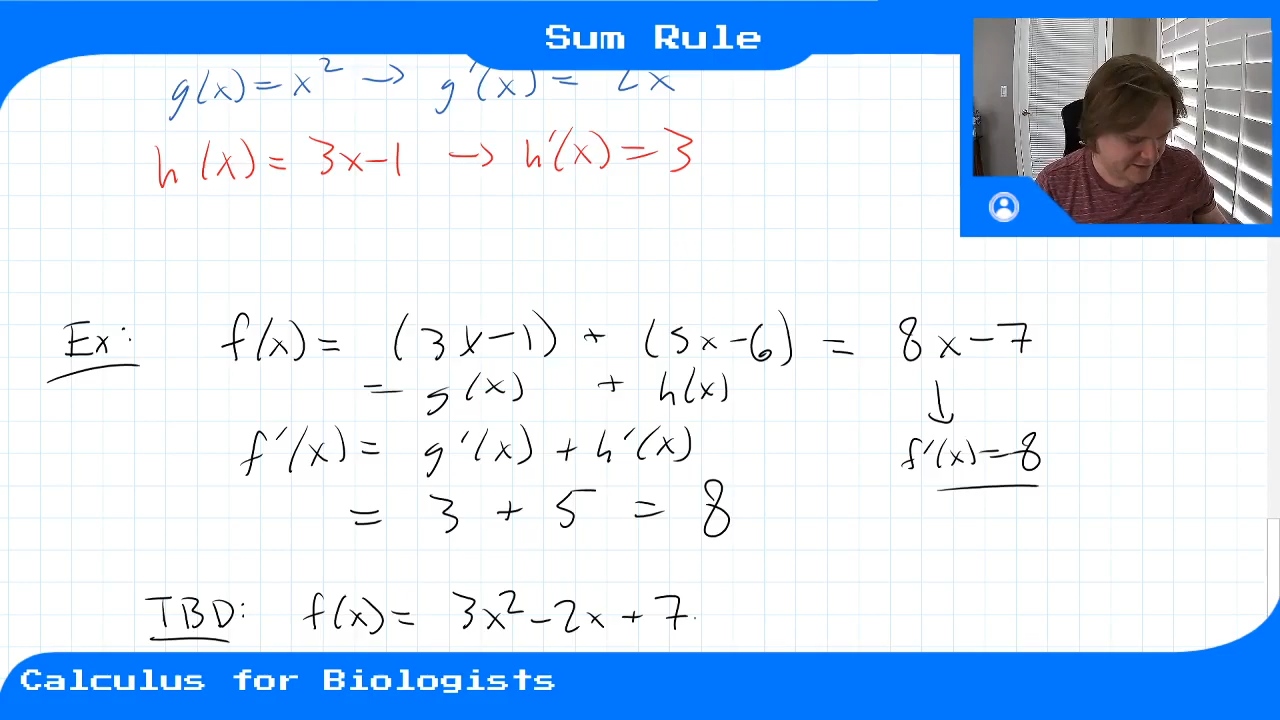 Sum Rule
g(x) = x² → g'(x) = 2x
h(x) = 3x-1 → h'(x) = 3
Ex: f(x) = (3x-1) + (5x-6) = 8x-7
= g(x) + h(x)
↓
f'(x) = g'(x) + h'(x)
f'(x) = 8
= 3 + 5 = 8
TBD: f(x) = 3x²-2x+7
Calculus for Biologists